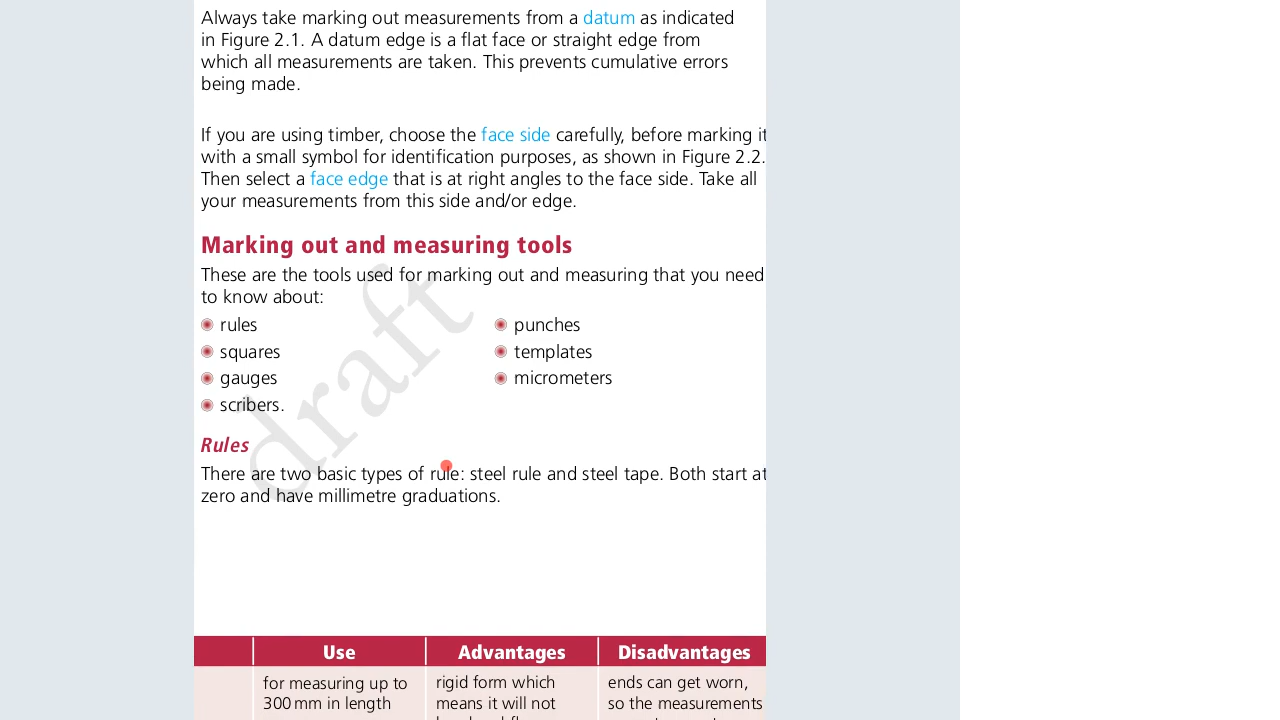 Always take marking out measurements from a datum as indicated
in Figure 2.1. A datum edge is a flat face or straight edge from
which all measurements are taken. This prevents cumulative errors
being made.
If you are using timber, choose the face side carefully, before marking it
with a small symbol for identification purposes, as shown in Figure 2.2.
Then select a face edge that is at right angles to the face side. Take all
your measurements from this side and/or edge.
Marking out and measuring tools
These are the tools used for marking out and measuring that you need
to know about:
rules
squares
gauges
scribers.
punches
templates
micrometers
draft
Rules
There are two basic types of rule: steel rule and steel tape. Both start at
zero and have millimetre graduations.
Use Advantages Disadvantages
for measuring up to
300 mm in length
rigid form which
means it will not
ends can get worn,
so the measurements